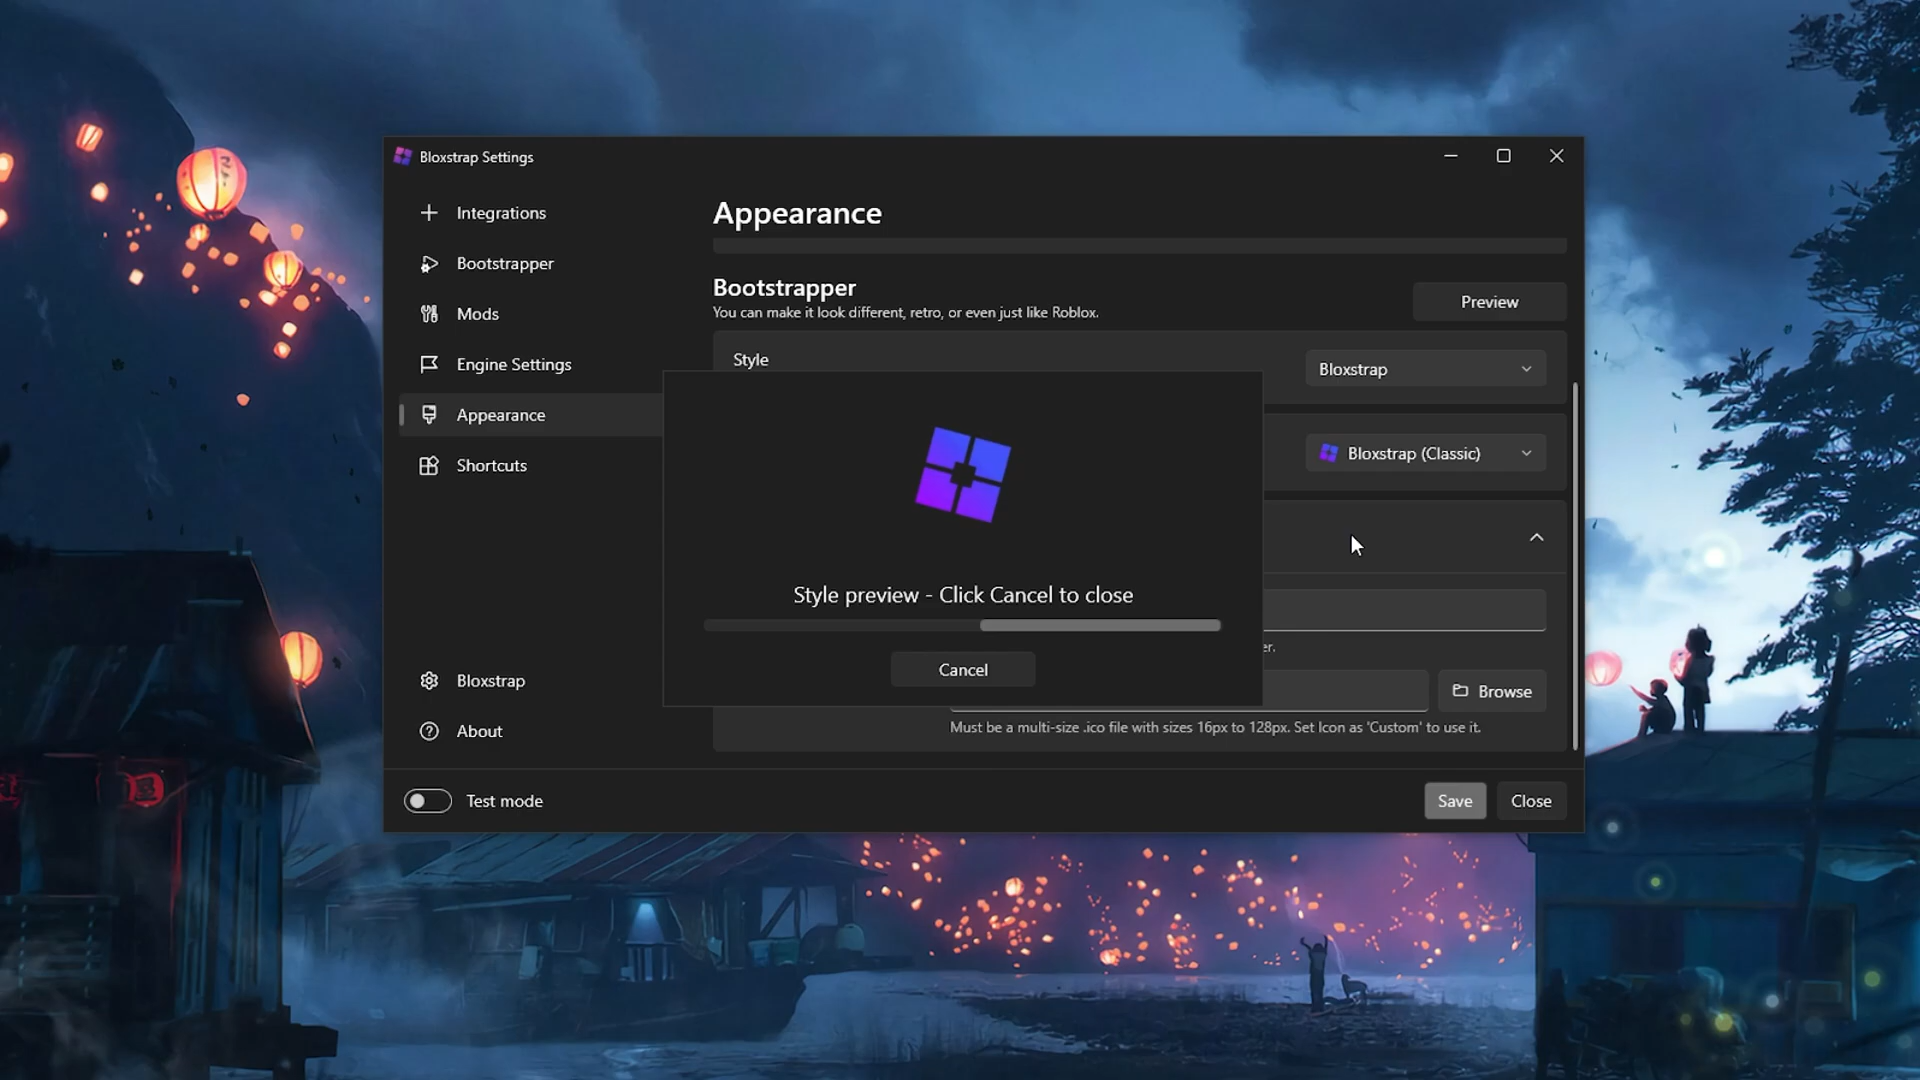 Bloxstrap Settings
Integrations
Bootstrapper
Mods
Engine Settings
Appearance
Shortcuts
Bloxstrap
About
Appearance
Bootstrapper
You can make it look different, retro, or even just like Roblox.
Preview
Style
Bloxstrap
Bloxstrap (Classic)
Style preview - Click Cancel to close
Cancel
er.
Browse
Must be a multi-size .ico file with sizes 16px to 128px. Set Icon as 'Custom' to use it.
Test mode
Save
Close